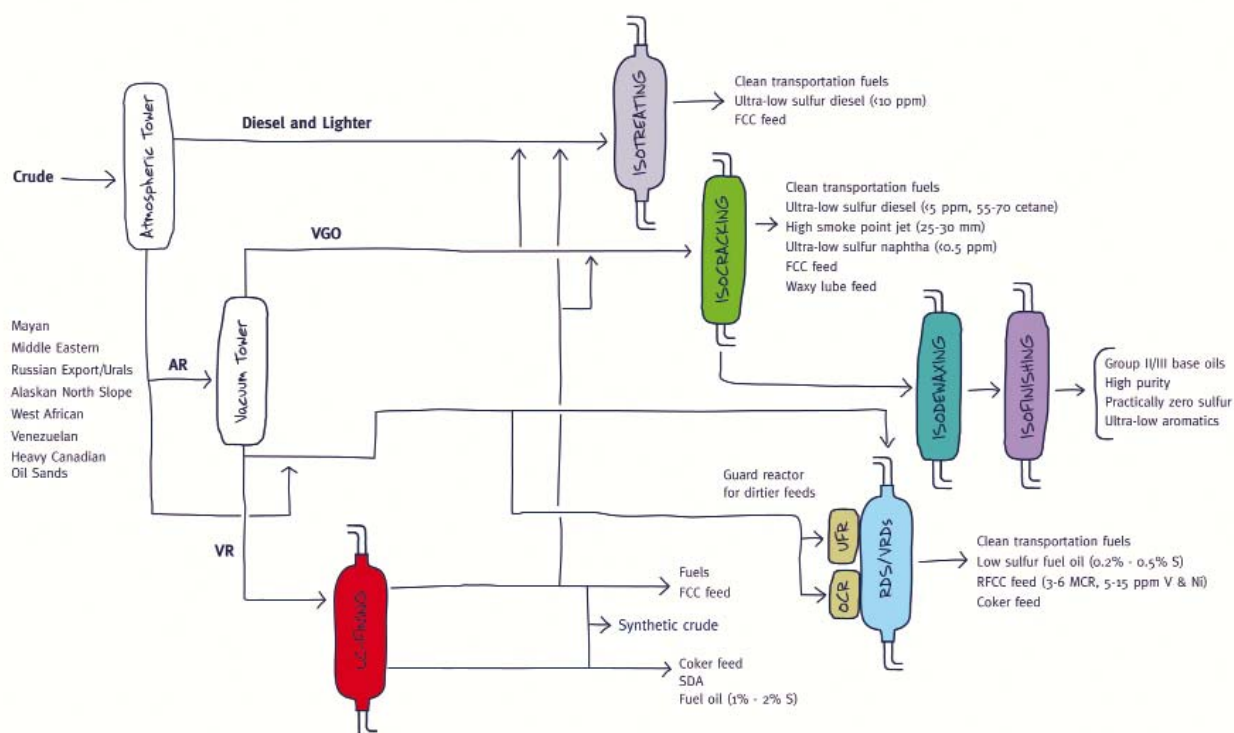 Crude
Atmospheric Tower
Diesel and Lighter
ISOTREATING
Clean transportation fuels
Ultra-low sulfur diesel (<10 ppm)
FCC feed
VGO
ISOCRACKING
Clean transportation fuels
Ultra-low sulfur diesel (<5 ppm, 55-70 cetane)
High smoke point jet (25-30 mm)
Ultra-low sulfur naphtha (<0.5 ppm)
FCC feed
Waxy lube feed
Mayan
Middle Eastern
Russian Export/Urals
Alaskan North Slope
West African
Venezuelan
Heavy Canadian
Oil Sands
AR
Vacuum Tower
ISODEWAXING
ISOFINISHING
Group II/III base oils
High purity
Practically zero sulfur
Ultra-low aromatics
Guard reactor
for dirtier feeds
UFR
OCR
RDS/VRDs
Clean transportation fuels
Low sulfur fuel oil (0.2% - 0.5% S)
RFCC feed (3-6 MCR, 5-15 ppm V & Ni)
Coker feed
VR
LC-FINING
Fuels
FCC feed
Synthetic crude
Coker feed
SDA
Fuel oil (1% - 2% S)